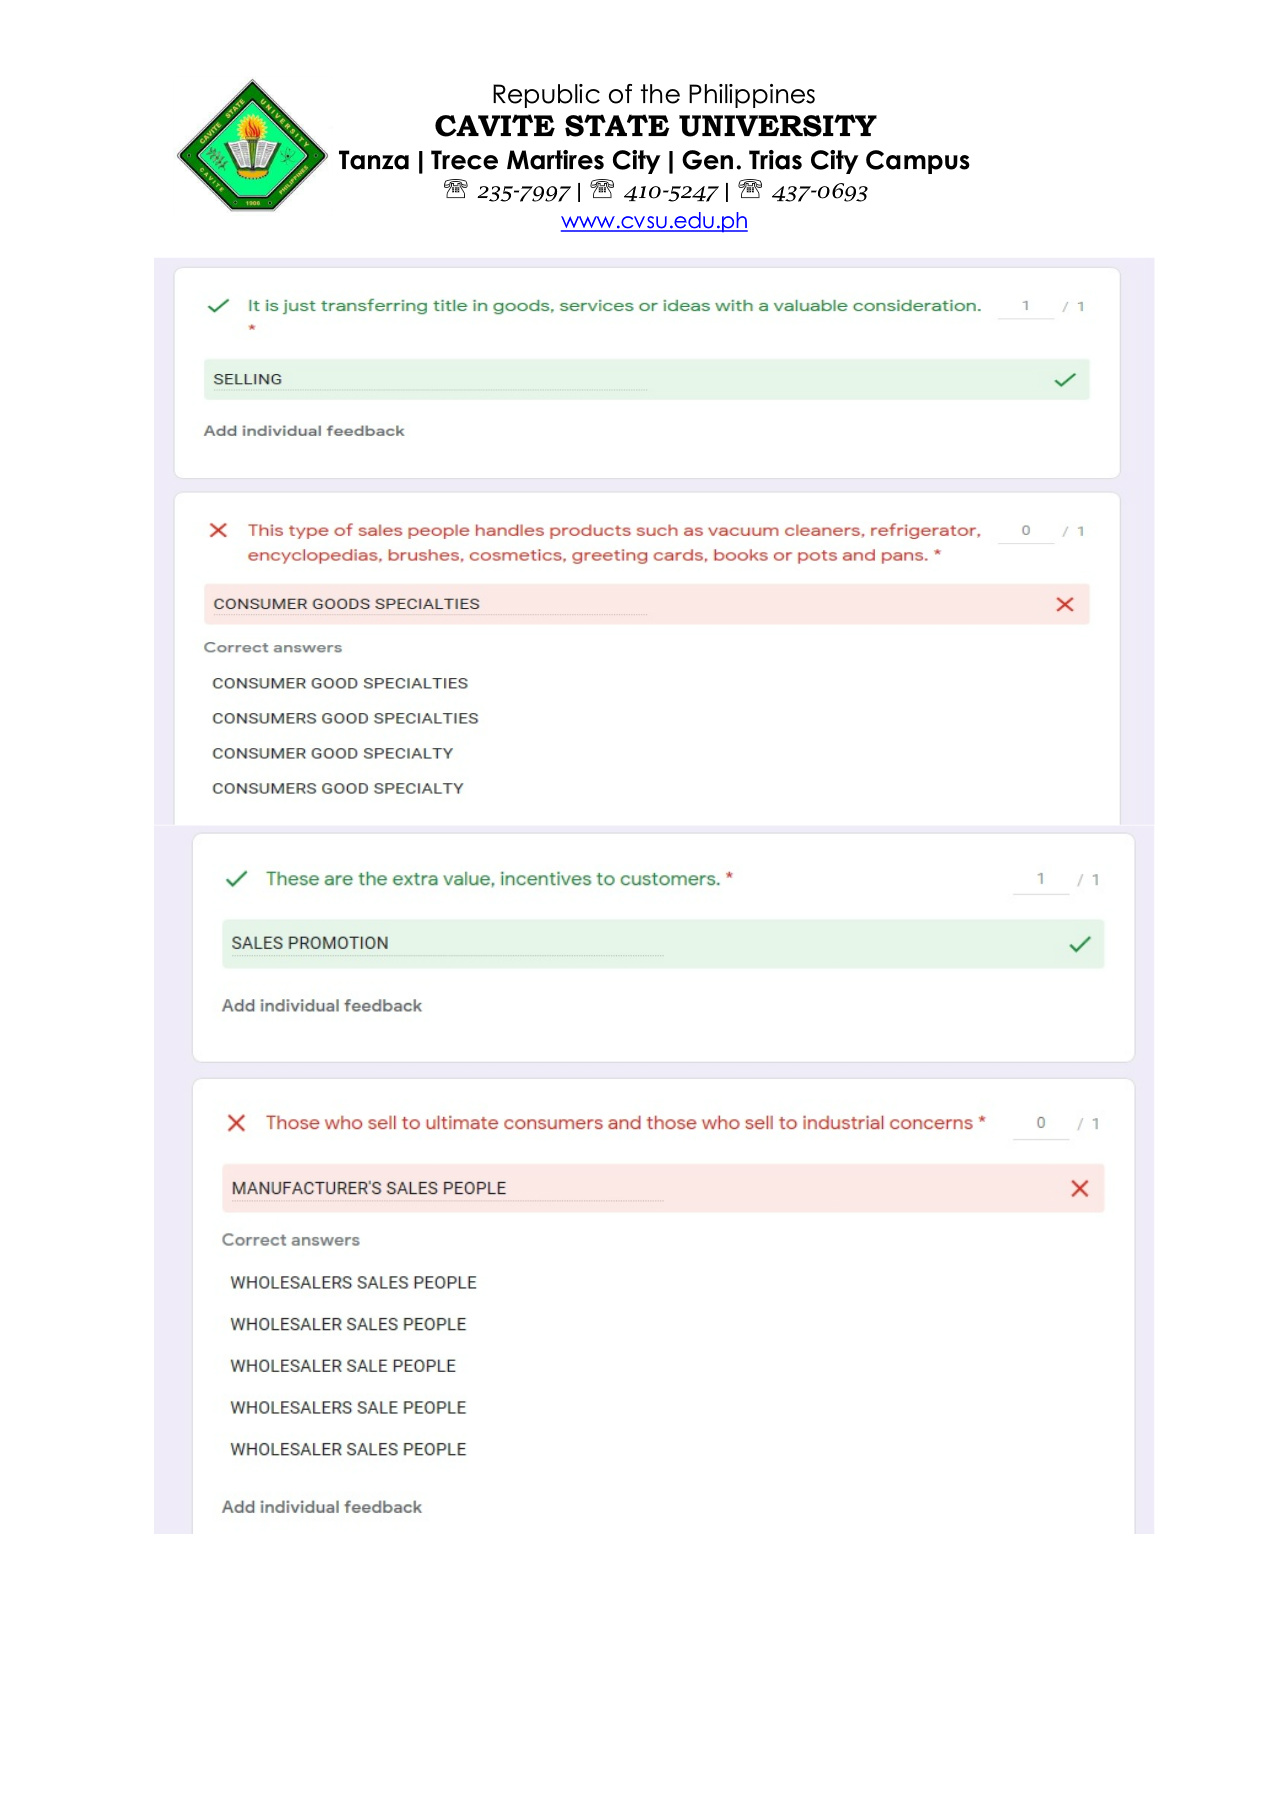 CAVITE STATE UNIVERSITY
CAVITE PHILIPPINES
1906
Republic of the Philippines
CAVITE STATE UNIVERSITY
Tanza | Trece Martires City | Gen. Trias City Campus
☏ 235-7997 | ☏ 410-5247 | ☏ 437-0693
www.cvsu.edu.ph
It is just transferring title in goods, services or ideas with a valuable consideration. 1 / 1
*
SELLING
Add individual feedback
This type of sales people handles products such as vacuum cleaners, refrigerator, 0 / 1
encyclopedias, brushes, cosmetics, greeting cards, books or pots and pans. *
CONSUMER GOODS SPECIALTIES
Correct answers
CONSUMER GOOD SPECIALTIES
CONSUMERS GOOD SPECIALTIES
CONSUMER GOOD SPECIALTY
CONSUMERS GOOD SPECIALTY
These are the extra value, incentives to customers. * 1 / 1
SALES PROMOTION
Add individual feedback
Those who sell to ultimate consumers and those who sell to industrial concerns * 0 / 1
MANUFACTURER'S SALES PEOPLE
Correct answers
WHOLESALERS SALES PEOPLE
WHOLESALER SALES PEOPLE
WHOLESALER SALE PEOPLE
WHOLESALERS SALE PEOPLE
WHOLESALER SALES PEOPLE
Add individual feedback